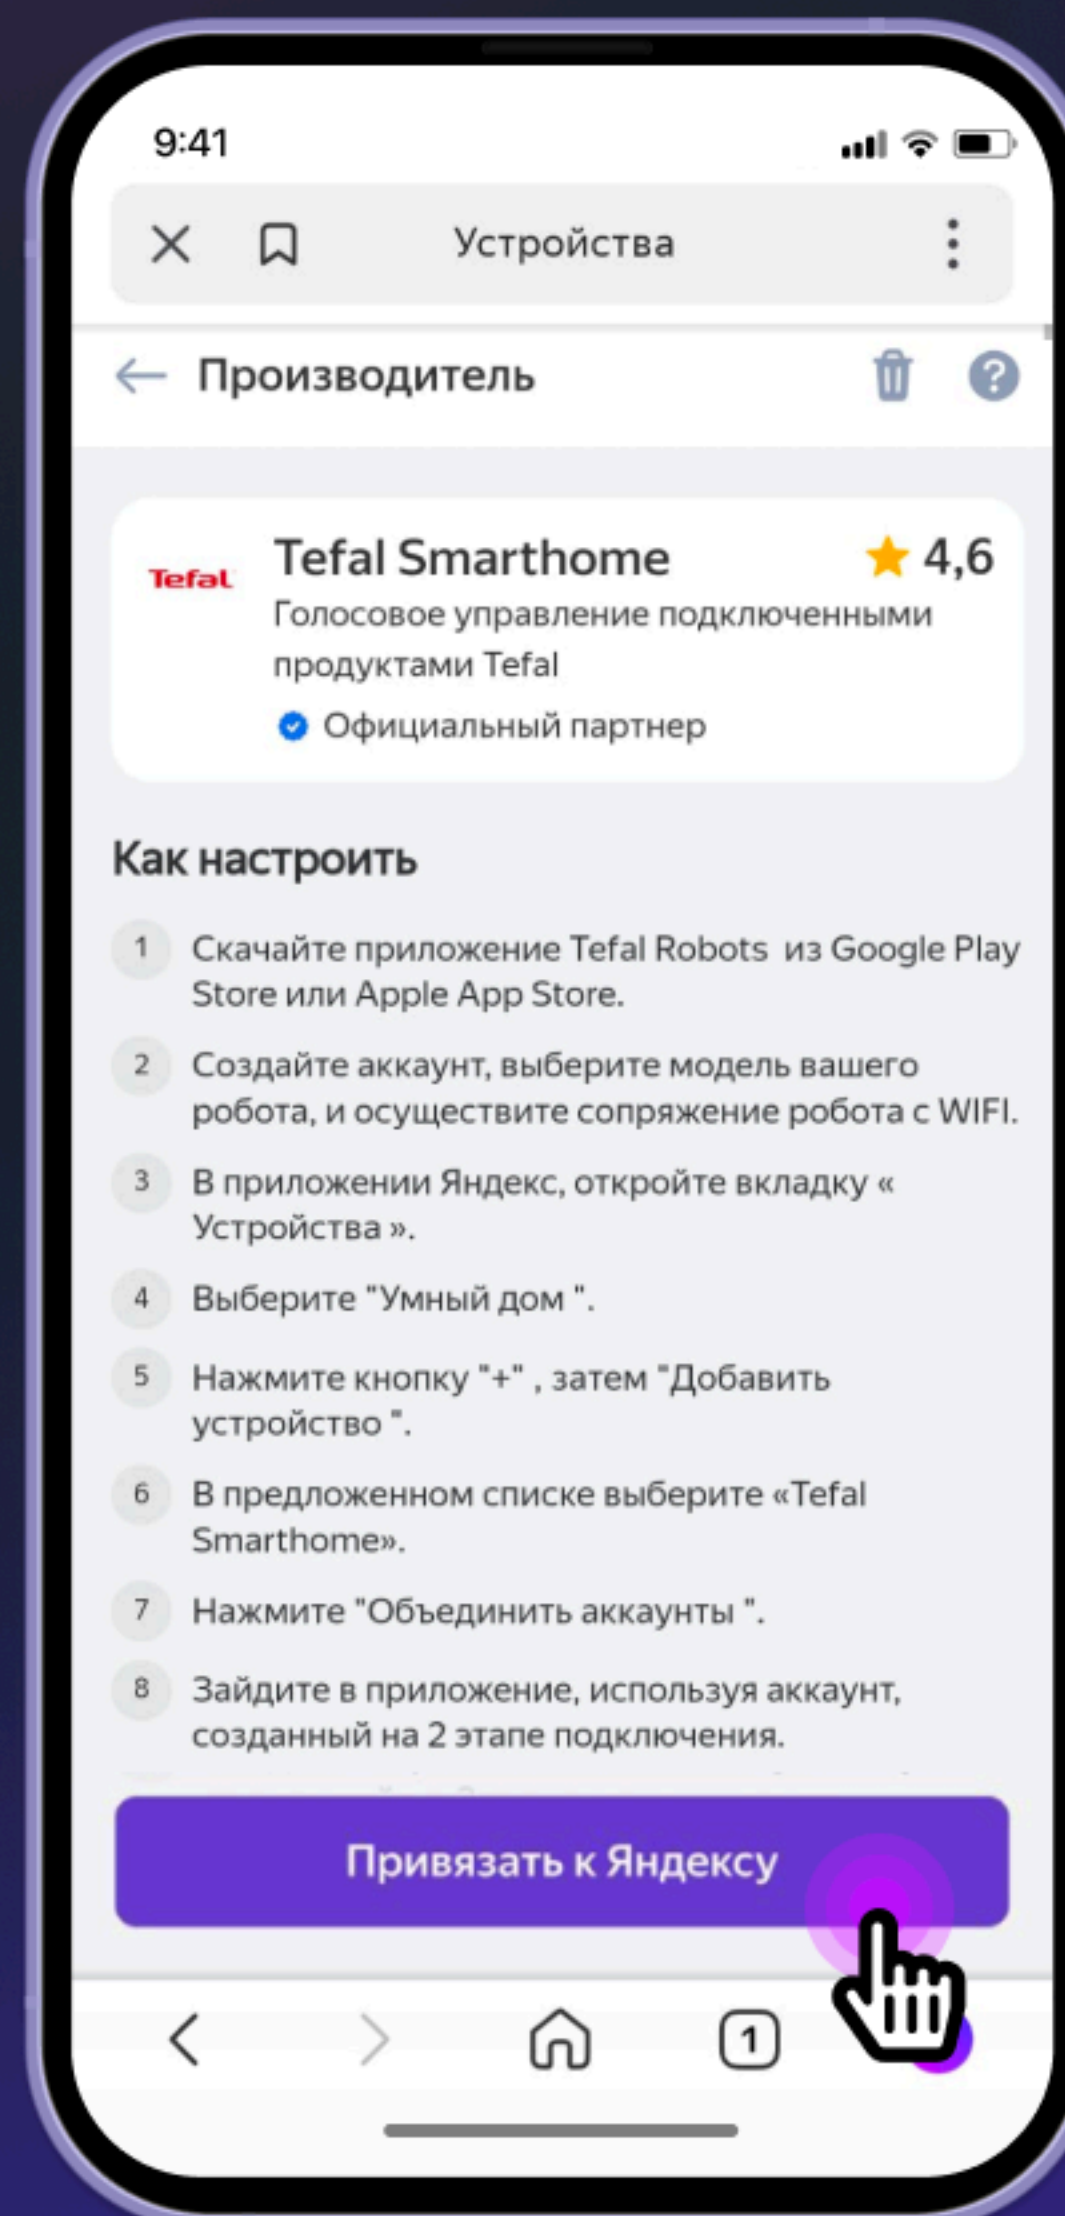 9:41
Устройства
Производитель
Tefal
Tefal Smarthome
4,6
Голосовое управление подключенными
продуктами Tefal
Официальный партнер
Как настроить
1 Скачайте приложение Tefal Robots из Google Play
Store или Apple App Store.
2 Создайте аккаунт, выберите модель вашего
робота, и осуществите сопряжение робота с WIFI.
3 В приложении Яндекс, откройте вкладку «
Устройства ».
4 Выберите "Умный дом ".
5 Нажмите кнопку "+" , затем "Добавить
устройство ".
6 В предложенном списке выберите «Tefal
Smarthome».
7 Нажмите "Объединить аккаунты ".
8 Зайдите в приложение, используя аккаунт,
созданный на 2 этапе подключения.
Привязать к Яндексу
1